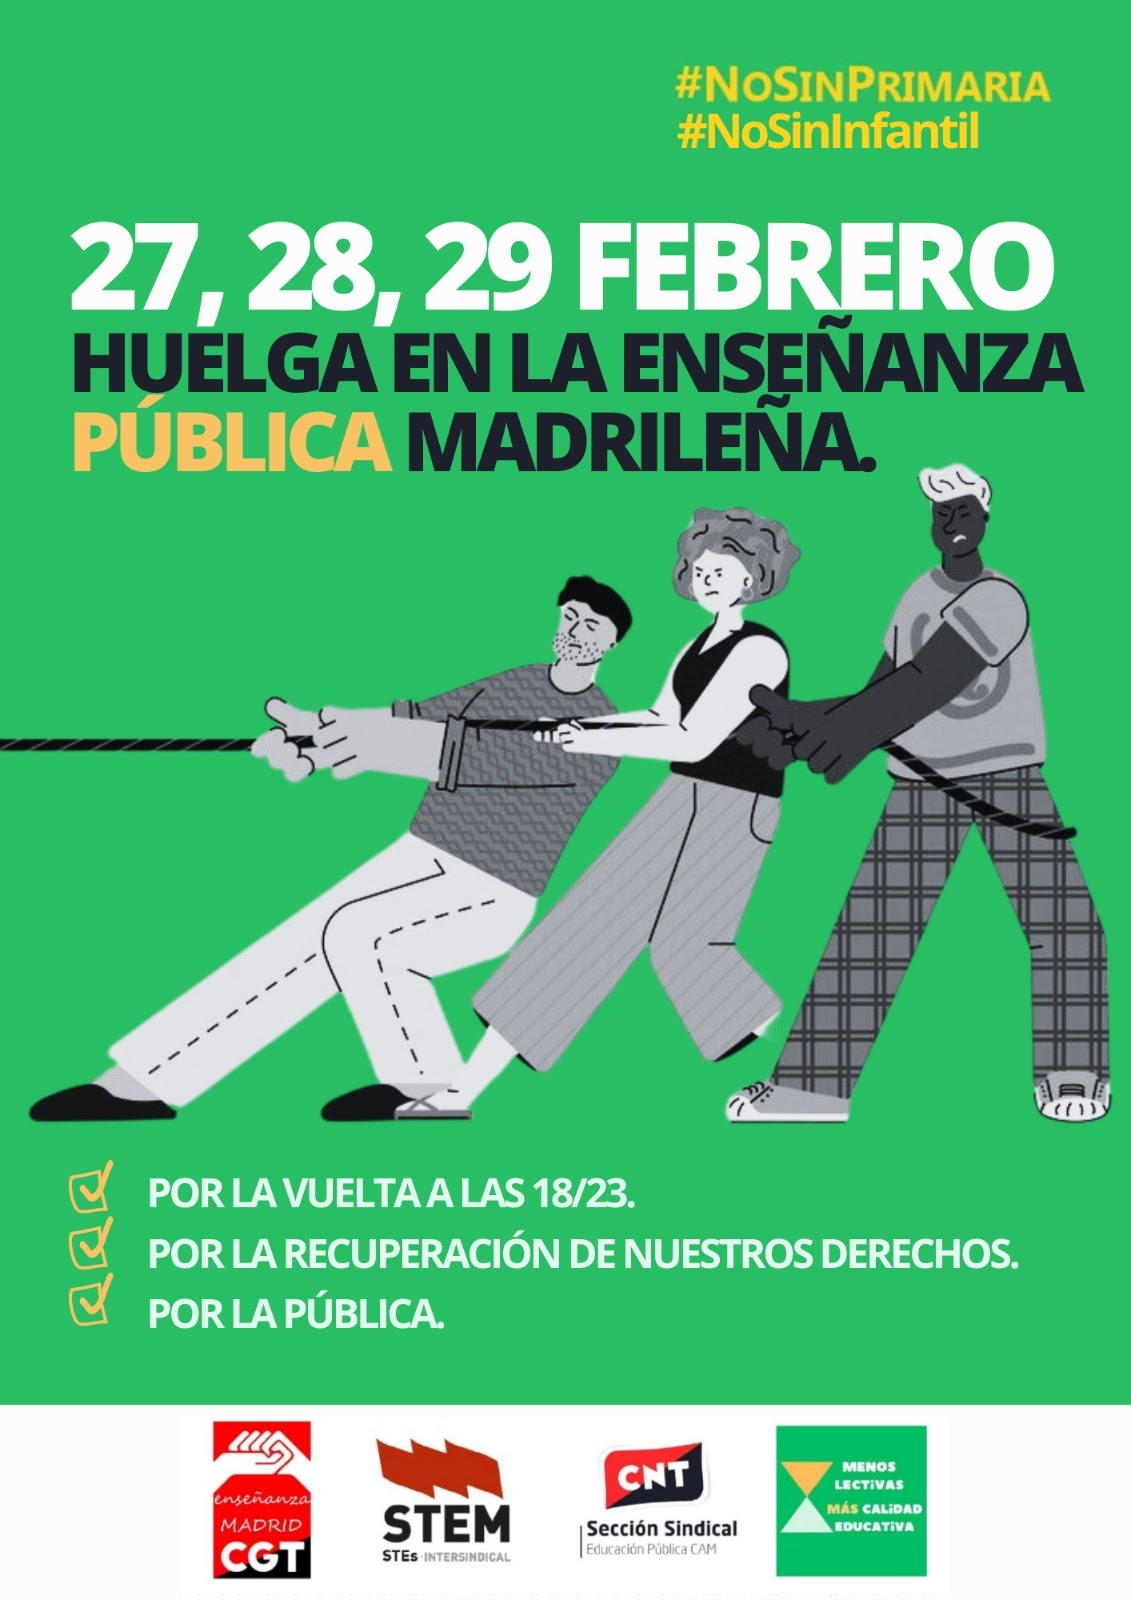 #NoSinPrimaria
#NoSinInfantil
27, 28, 29 FEBRERO
HUELGA EN LA ENSEÑANZA
PÚBLICA MADRILEÑA.
POR LA VUELTA A LAS 18/23.
POR LA RECUPERACIÓN DE NUESTROS DERECHOS.
POR LA PÚBLICA.
enseñanza
MADRID
CGT
STEM
STEs·INTERSINDICAL
CNT
Sección Sindical
Educación Pública CAM
MENOS
LECTiVAS
MÁS CALiDAD
EDUCATiVA